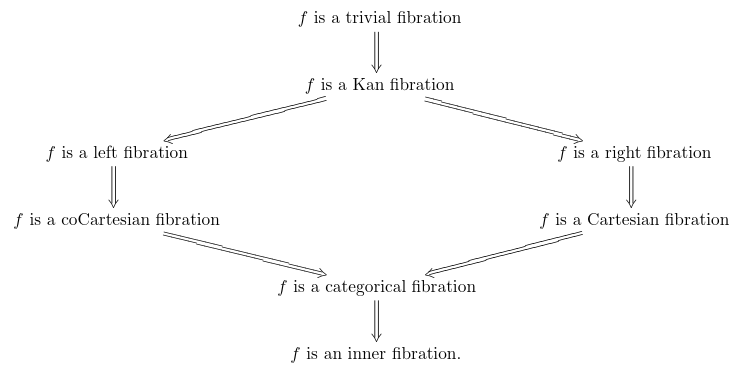 f is a trivial fibration
f is a Kan fibration
f is a left fibration
f is a right fibration
f is a coCartesian fibration
f is a Cartesian fibration
f is a categorical fibration
f is an inner fibration.